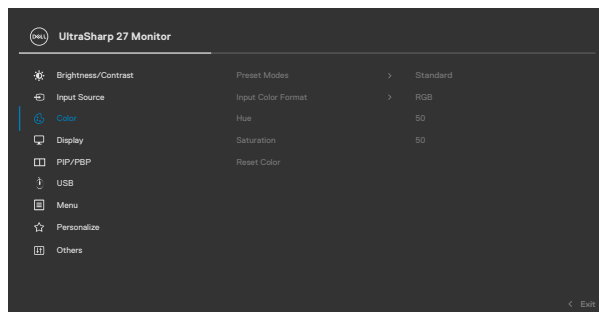 DELL UltraSharp 27 Monitor
Brightness/Contrast Preset Modes > Standard
Input Source Input Color Format > RGB
Color Hue 50
Display Saturation 50
PIP/PBP Reset Color
USB
Menu
Personalize
Others
< Exit